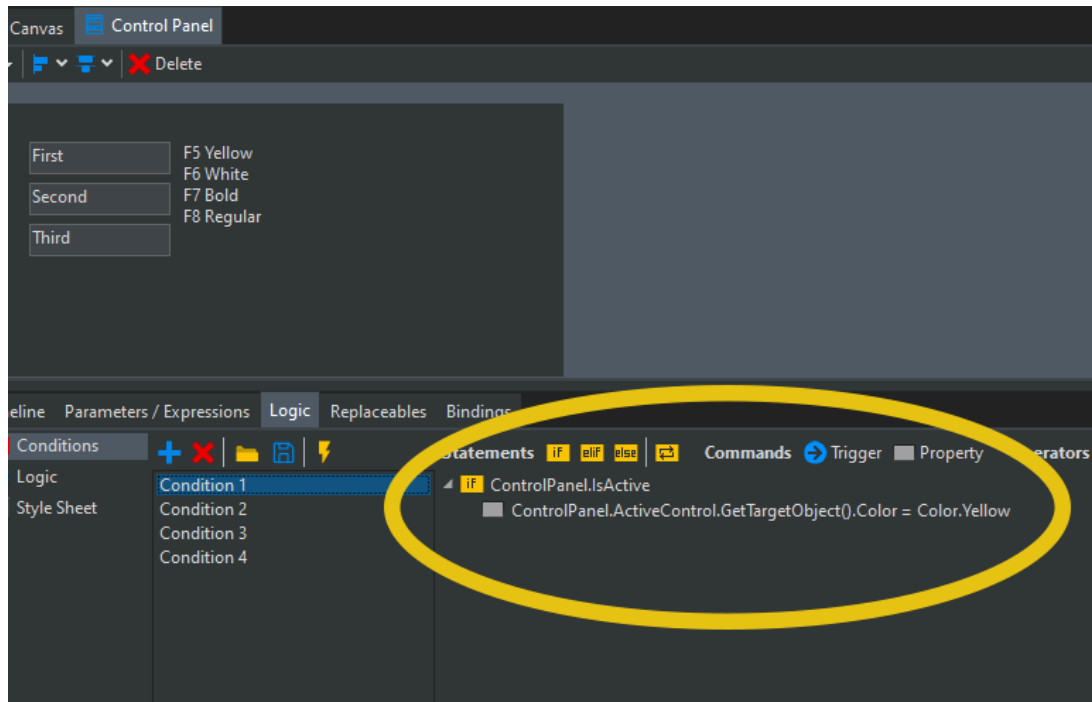 Canvas Control Panel
Delete
First
Second
Third
F5 Yellow
F6 White
F7 Bold
F8 Regular
eline Parameters / Expressions Logic Replaceables Bindings
Conditions
Logic
Style Sheet
Condition 1
Condition 2
Condition 3
Condition 4
Statements if elif else Commands Trigger Property erators
if ControlPanel.IsActive
ControlPanel.ActiveControl.GetTargetObject().Color = Color.Yellow